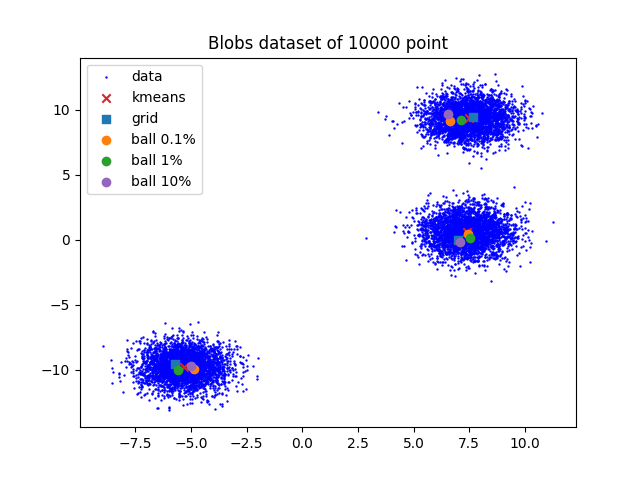 Blobs dataset of 10000 point
data
kmeans
grid
ball 0.1%
ball 1%
ball 10%
10
5
0
−5
−10
−7.5 −5.0 −2.5 0.0 2.5 5.0 7.5 10.0